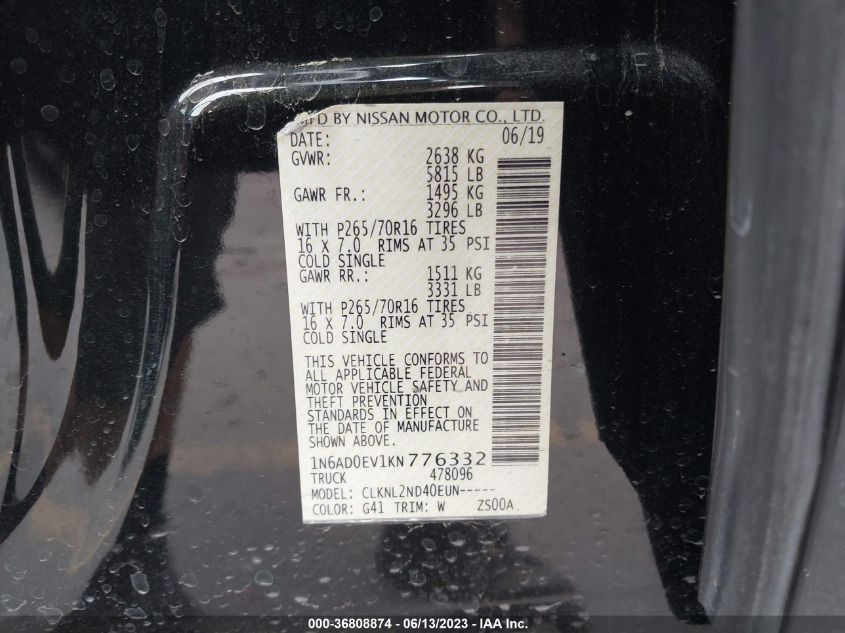 MFD BY NISSAN MOTOR CO., LTD.
DATE: 06/19
GVWR: 2638 KG
5815 LB
GAWR FR.: 1495 KG
3296 LB
WITH P265/70R16 TIRES
16 X 7.0 RIMS AT 35 PSI
COLD SINGLE
GAWR RR.: 1511 KG
3331 LB
WITH P265/70R16 TIRES
16 X 7.0 RIMS AT 35 PSI
COLD SINGLE
THIS VEHICLE CONFORMS TO
ALL APPLICABLE FEDERAL
MOTOR VEHICLE SAFETY AND
THEFT PREVENTION
STANDARDS IN EFFECT ON
THE DATE OF MANUFACTURE
SHOWN ABOVE.
1N6AD0EV1KN776332
TRUCK 478096
MODEL: CLKNL2ND40EUN-----
COLOR: G41 TRIM: W ZS00A
000-36808874 - 06/13/2023 - IAA Inc.